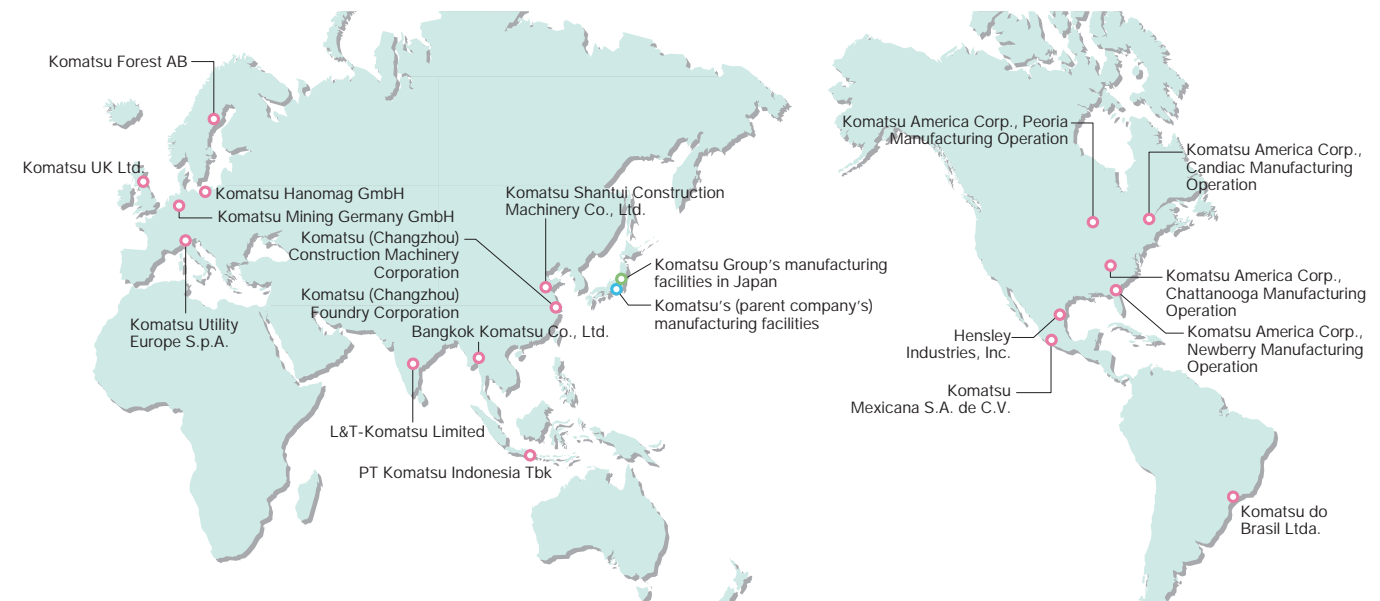 Komatsu Forest AB
Komatsu UK Ltd.
Komatsu Hanomag GmbH
Komatsu Mining Germany GmbH
Komatsu Utility
Europe S.p.A.
Komatsu Shantui Construction
Machinery Co., Ltd.
Komatsu (Changzhou)
Construction Machinery
Corporation
Komatsu (Changzhou)
Foundry Corporation
Bangkok Komatsu Co., Ltd.
L&T-Komatsu Limited
PT Komatsu Indonesia Tbk
Komatsu Group's manufacturing
facilities in Japan
Komatsu's (parent company's)
manufacturing facilities
Komatsu America Corp., Peoria
Manufacturing Operation
Komatsu America Corp.,
Candiac Manufacturing
Operation
Komatsu America Corp.,
Chattanooga Manufacturing
Operation
Komatsu America Corp.,
Newberry Manufacturing
Operation
Hensley
Industries, Inc.
Komatsu
Mexicana S.A. de C.V.
Komatsu do
Brasil Ltda.